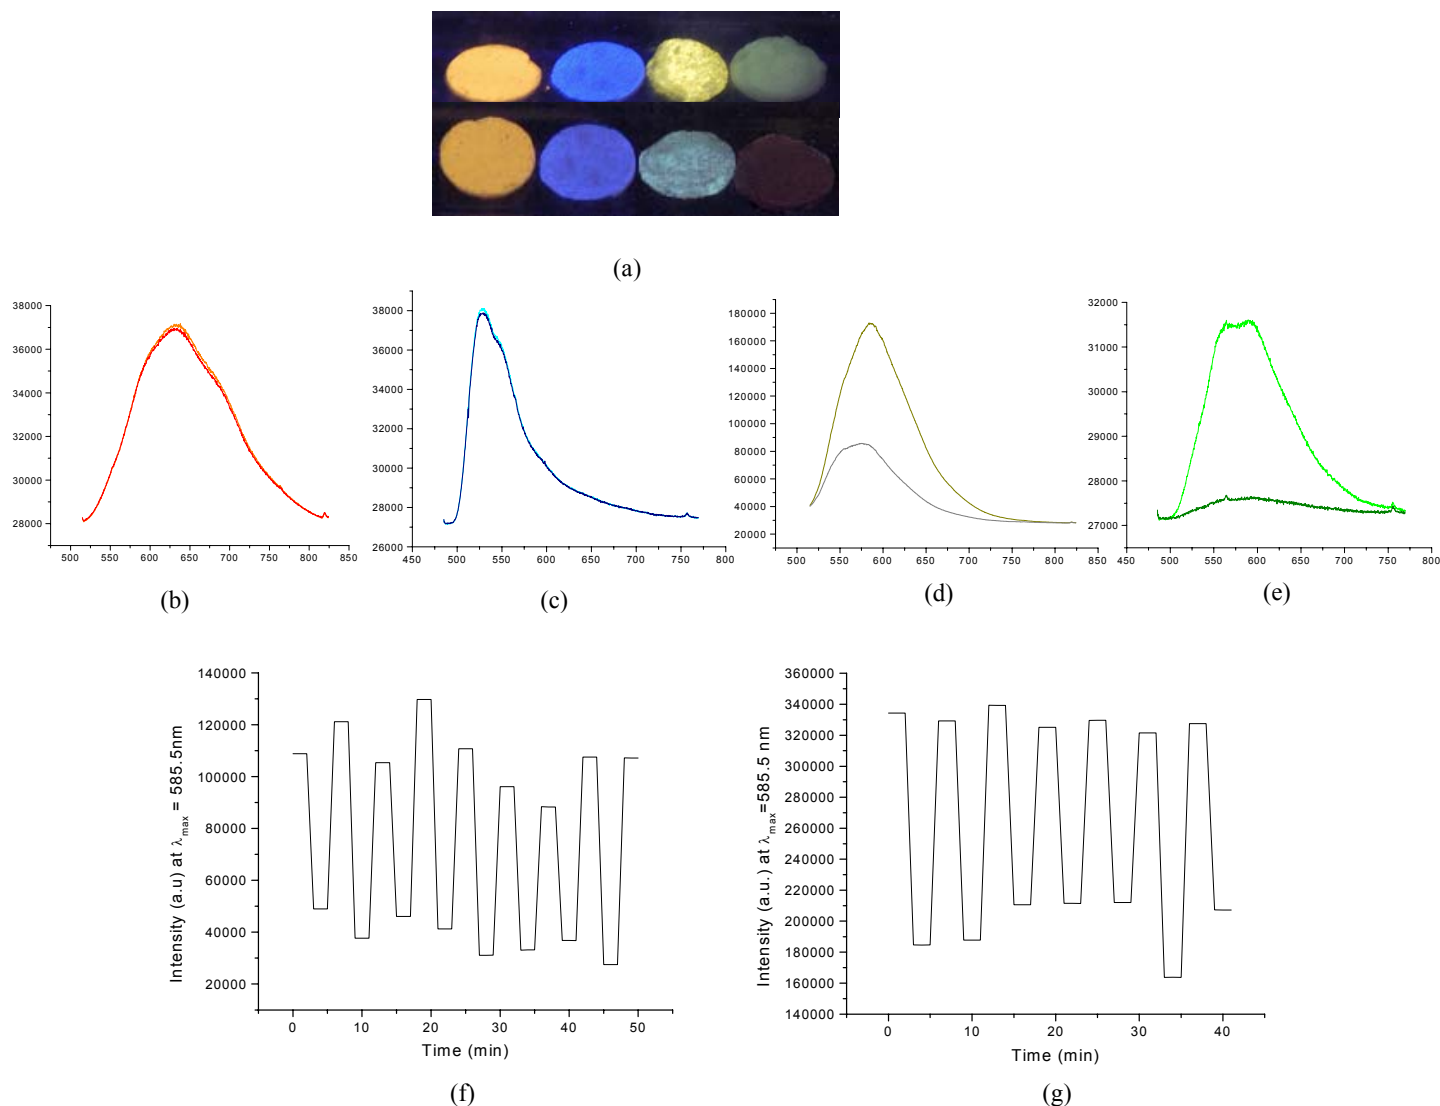 (a)
38000
36000
34000
32000
30000
28000
500 550 600 650 700 750 800 850
(b)
38000
36000
34000
32000
30000
28000
26000
450 500 550 600 650 700 750 800
(c)
180000
160000
140000
120000
100000
80000
60000
40000
20000
500 550 600 650 700 750 800 850
(d)
32000
31000
30000
29000
28000
27000
450 500 550 600 650 700 750 800
(e)
140000
120000
100000
80000
60000
40000
20000
Intensity (a.u) at λmax = 585.5nm
0 10 20 30 40 50
Time (min)
(f)
360000
340000
320000
300000
280000
260000
240000
220000
200000
180000
160000
140000
Intensity (a.u.) at λmax=585.5 nm
0 10 20 30 40
Time (min)
(g)